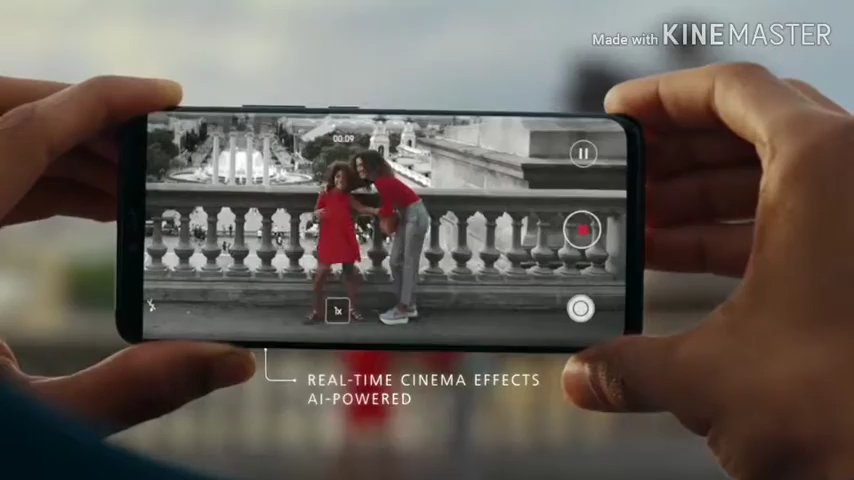 Made with KINEMASTER
00:09
1x
REAL-TIME CINEMA EFFECTS
AI-POWERED